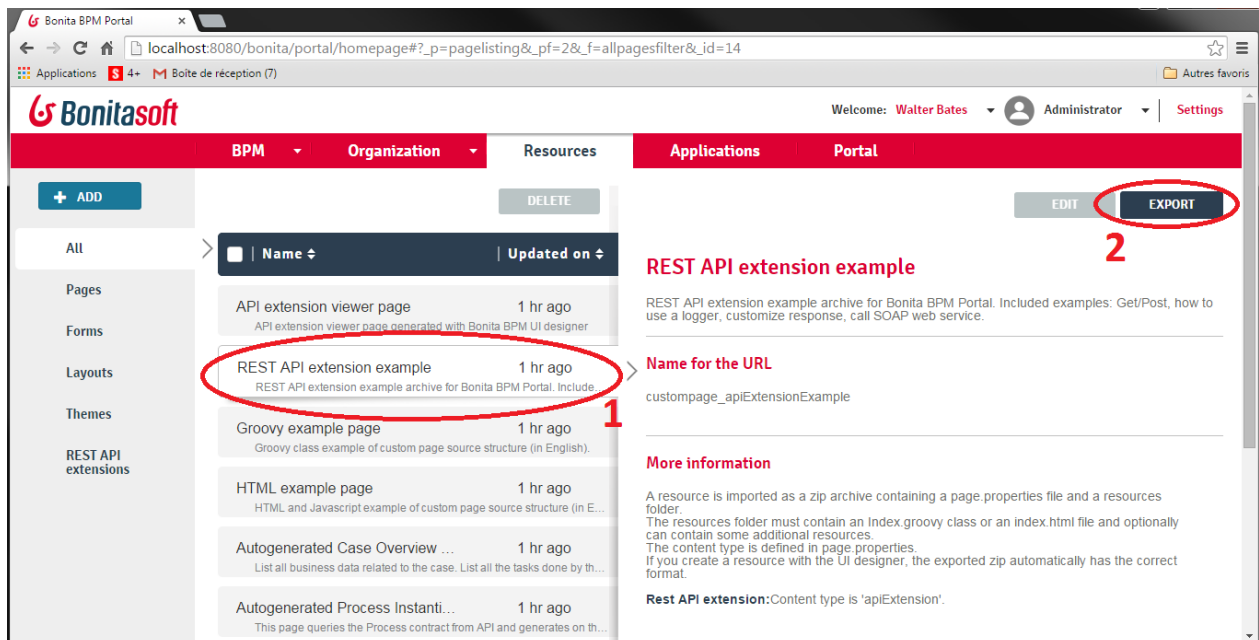 Bonita BPM Portal
localhost:8080/bonita/portal/homepage#?_p=pagelisting&_pf=2&_f=allpagesfilter&_id=14
Applications S 4+ Boîte de réception (7) Autres favoris
Bonitasoft Welcome: Walter Bates Administrator Settings
BPM Organization Resources Applications Portal
+ ADD
DELETE
EDIT EXPORT
2
All
Pages
Forms
Layouts
Themes
REST API
extensions
Name Updated on
API extension viewer page 1 hr ago
API extension viewer page generated with Bonita BPM UI designer
REST API extension example 1 hr ago
REST API extension example archive for Bonita BPM Portal. Include...
1
Groovy example page 1 hr ago
Groovy class example of custom page source structure (in English).
HTML example page 1 hr ago
HTML and Javascript example of custom page source structure (in E...
Autogenerated Case Overview ... 1 hr ago
List all business data related to the case. List all the tasks done by th...
Autogenerated Process Instanti... 1 hr ago
This page queries the Process contract from API and generates on th...
REST API extension example
REST API extension example archive for Bonita BPM Portal. Included examples: Get/Post, how to
use a logger, customize response, call SOAP web service.
Name for the URL
custompage_apiExtensionExample
More information
A resource is imported as a zip archive containing a page.properties file and a resources
folder.
The resources folder must contain an Index.groovy class or an index.html file and optionally
can contain some additional resources.
The content type is defined in page.properties.
If you create a resource with the UI designer, the exported zip automatically has the correct
format.
Rest API extension:Content type is 'apiExtension'.